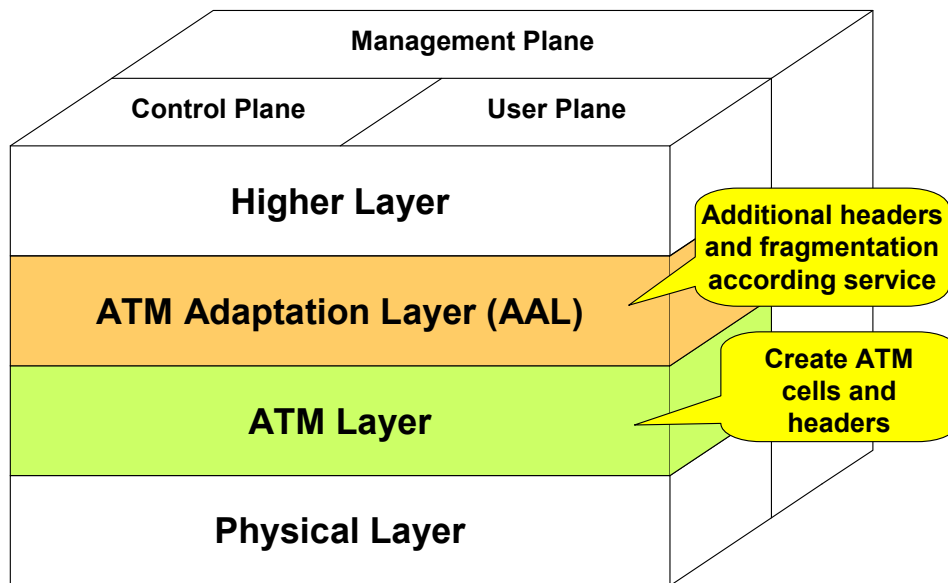 Management Plane
Control Plane
User Plane
Higher Layer
Additional headers
and fragmentation
according service
ATM Adaptation Layer (AAL)
Create ATM
cells and
headers
ATM Layer
Physical Layer